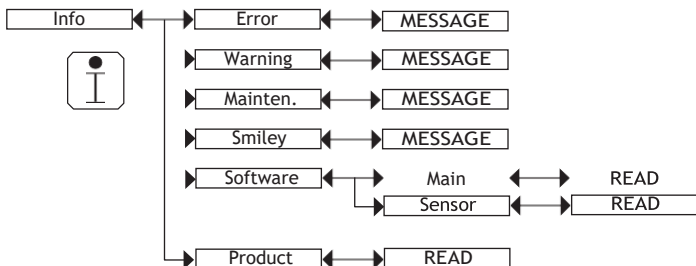 Info Error MESSAGE
Warning MESSAGE
Mainten. MESSAGE
Smiley MESSAGE
Software Main READ
Sensor READ
Product READ